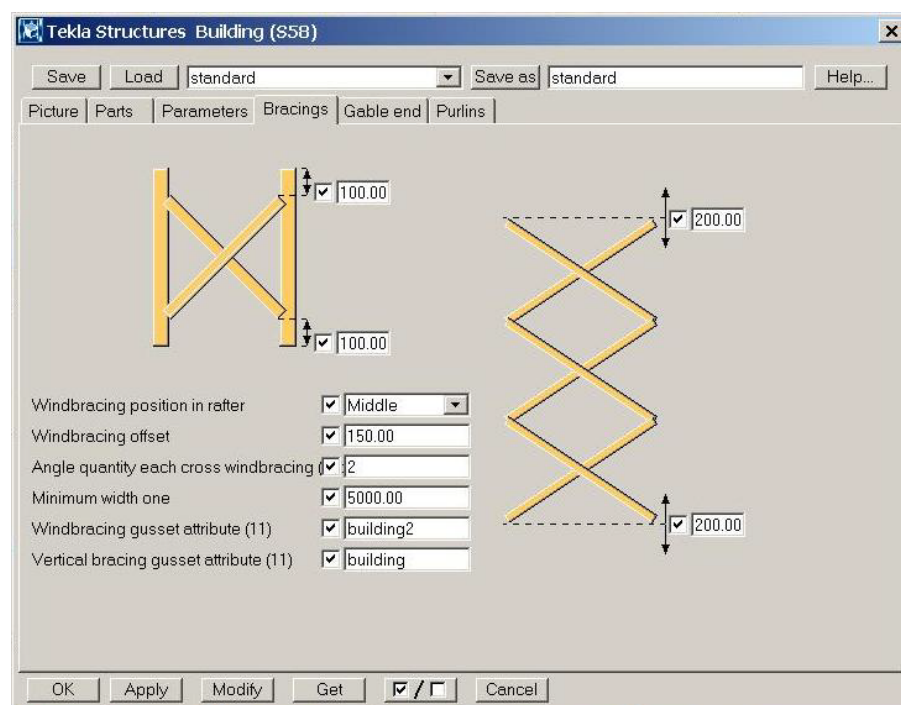 Tekla Structures Building (S58)
Save Load standard Save as standard Help...
Picture Parts Parameters Bracings Gable end Purlins
100.00
200.00
100.00
Windbracing position in rafter Middle
Windbracing offset 150.00
Angle quantity each cross windbracing ( 2
Minimum width one 5000.00
Windbracing gusset attribute (11) building2
200.00
Vertical bracing gusset attribute (11) building
OK Apply Modify Get / Cancel